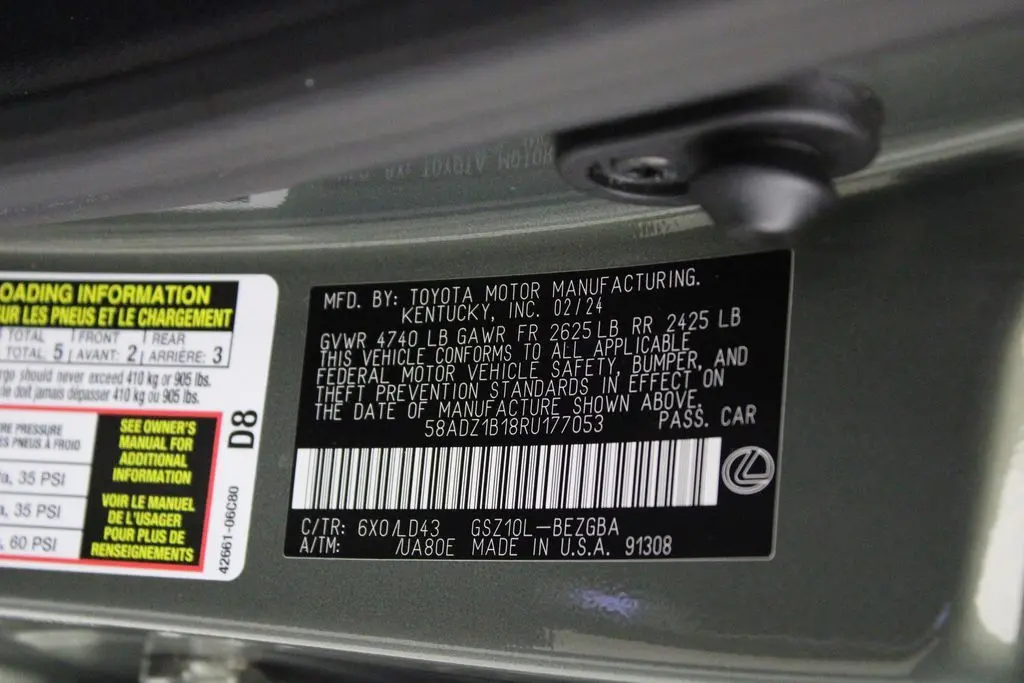 OADING INFORMATION
UR LES PNEUS ET LE CHARGEMENT
TOTAL FRONT REAR
TOTAL: 5 AVANT: 2 ARRIÈRE: 3
should never exceed 410 kg or 905 lbs.
doit jamais dépasser 410 kg ou 905 lbs.
PRESSURE
PNEUS À FROID
35 PSI
35 PSI
60 PSI
SEE OWNER'S
MANUAL FOR
ADDITIONAL
INFORMATION
VOIR LE MANUEL
DE L'USAGER
POUR PLUS DE
RENSEIGNEMENTS
D8
42661-06C80
MFD. BY: TOYOTA MOTOR MANUFACTURING.
KENTUCKY, INC. 02/24
GVWR 4740 LB GAWR FR 2625 LB RR 2425 LB
THIS VEHICLE CONFORMS TO ALL APPLICABLE
FEDERAL MOTOR VEHICLE SAFETY, BUMPER, AND
THEFT PREVENTION STANDARDS IN EFFECT ON
THE DATE OF MANUFACTURE SHOWN ABOVE.
58ADZ1B18RU177053 PASS. CAR
C/TR: 6X0/LD43 GSZ10L-BEZGBA
A/TM: /UA80E MADE IN U.S.A. 91308